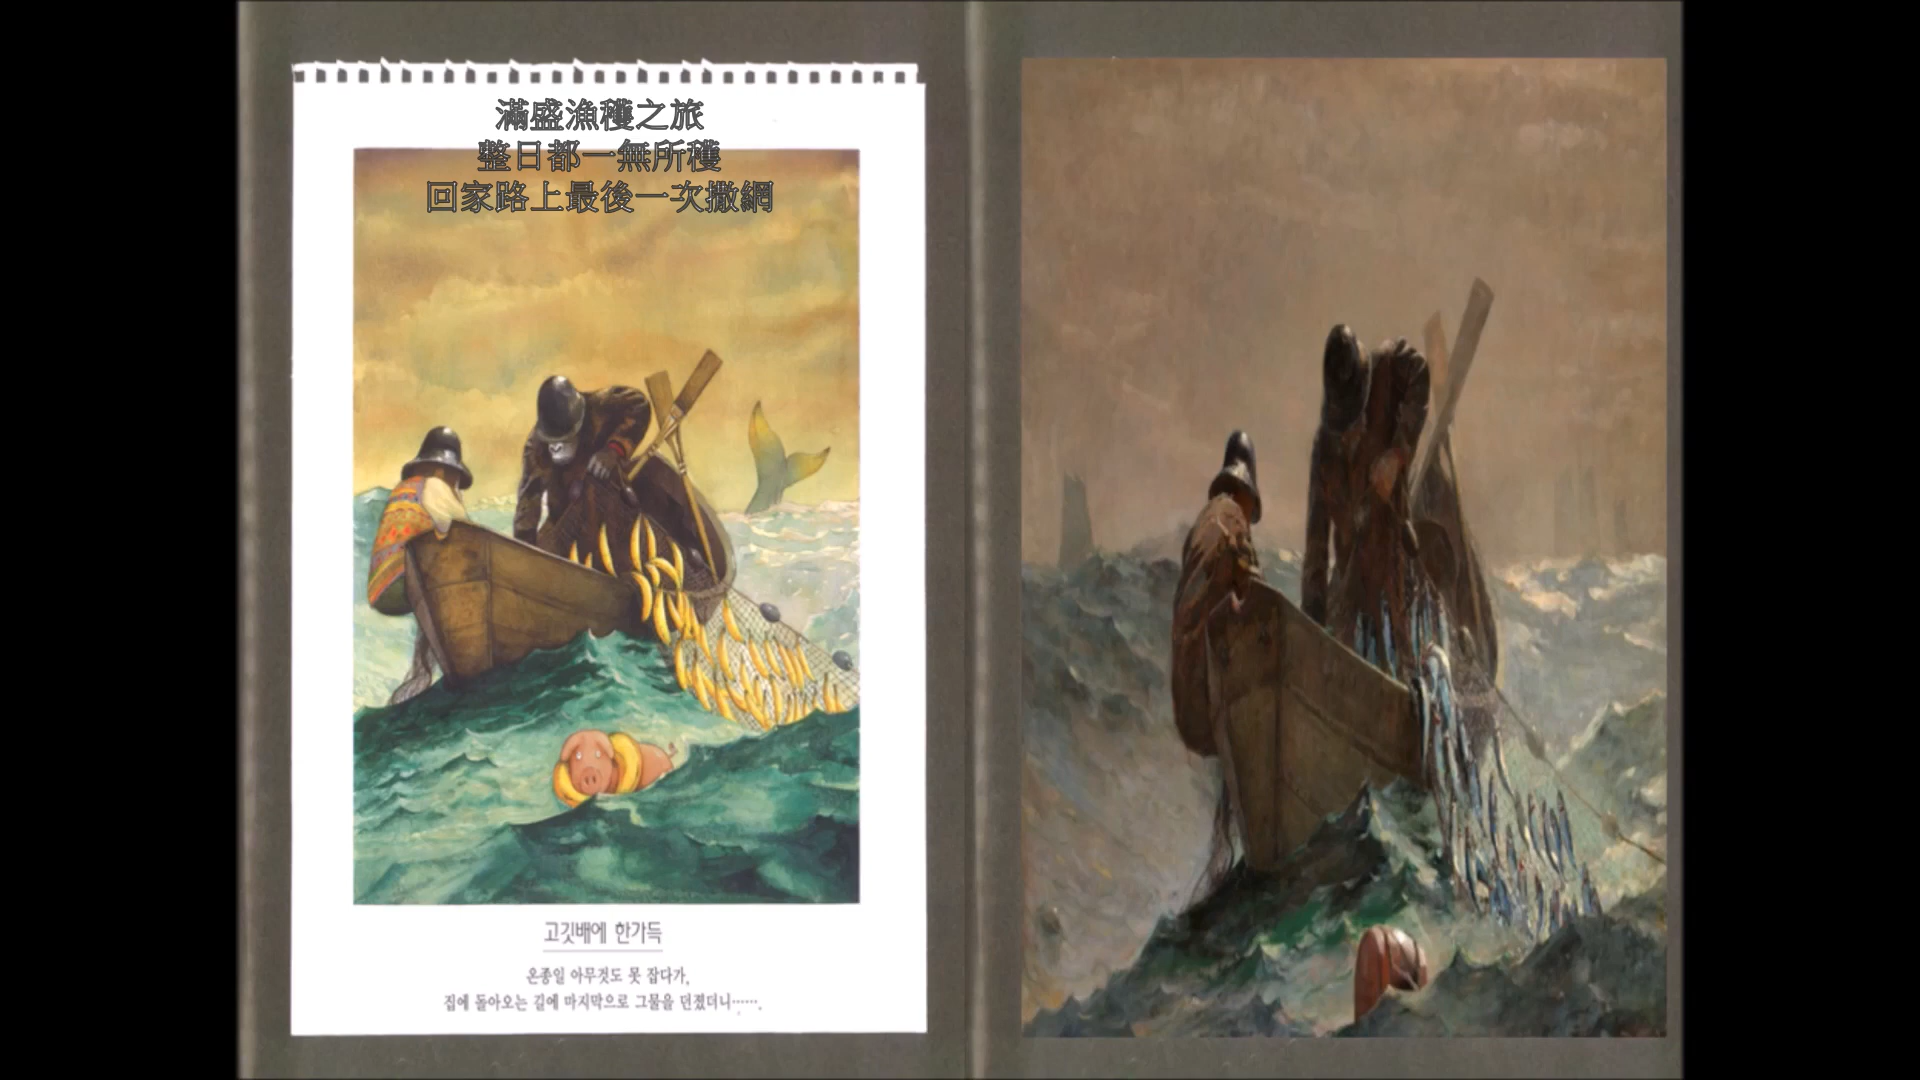 滿盛漁穫之旅
整日都一無所穫
回家路上最後一次撒網
고깃배에 한가득
온종일 아무것도 못 잡다가,
집에 돌아오는 길에 마지막으로 그물을 던졌더니…….